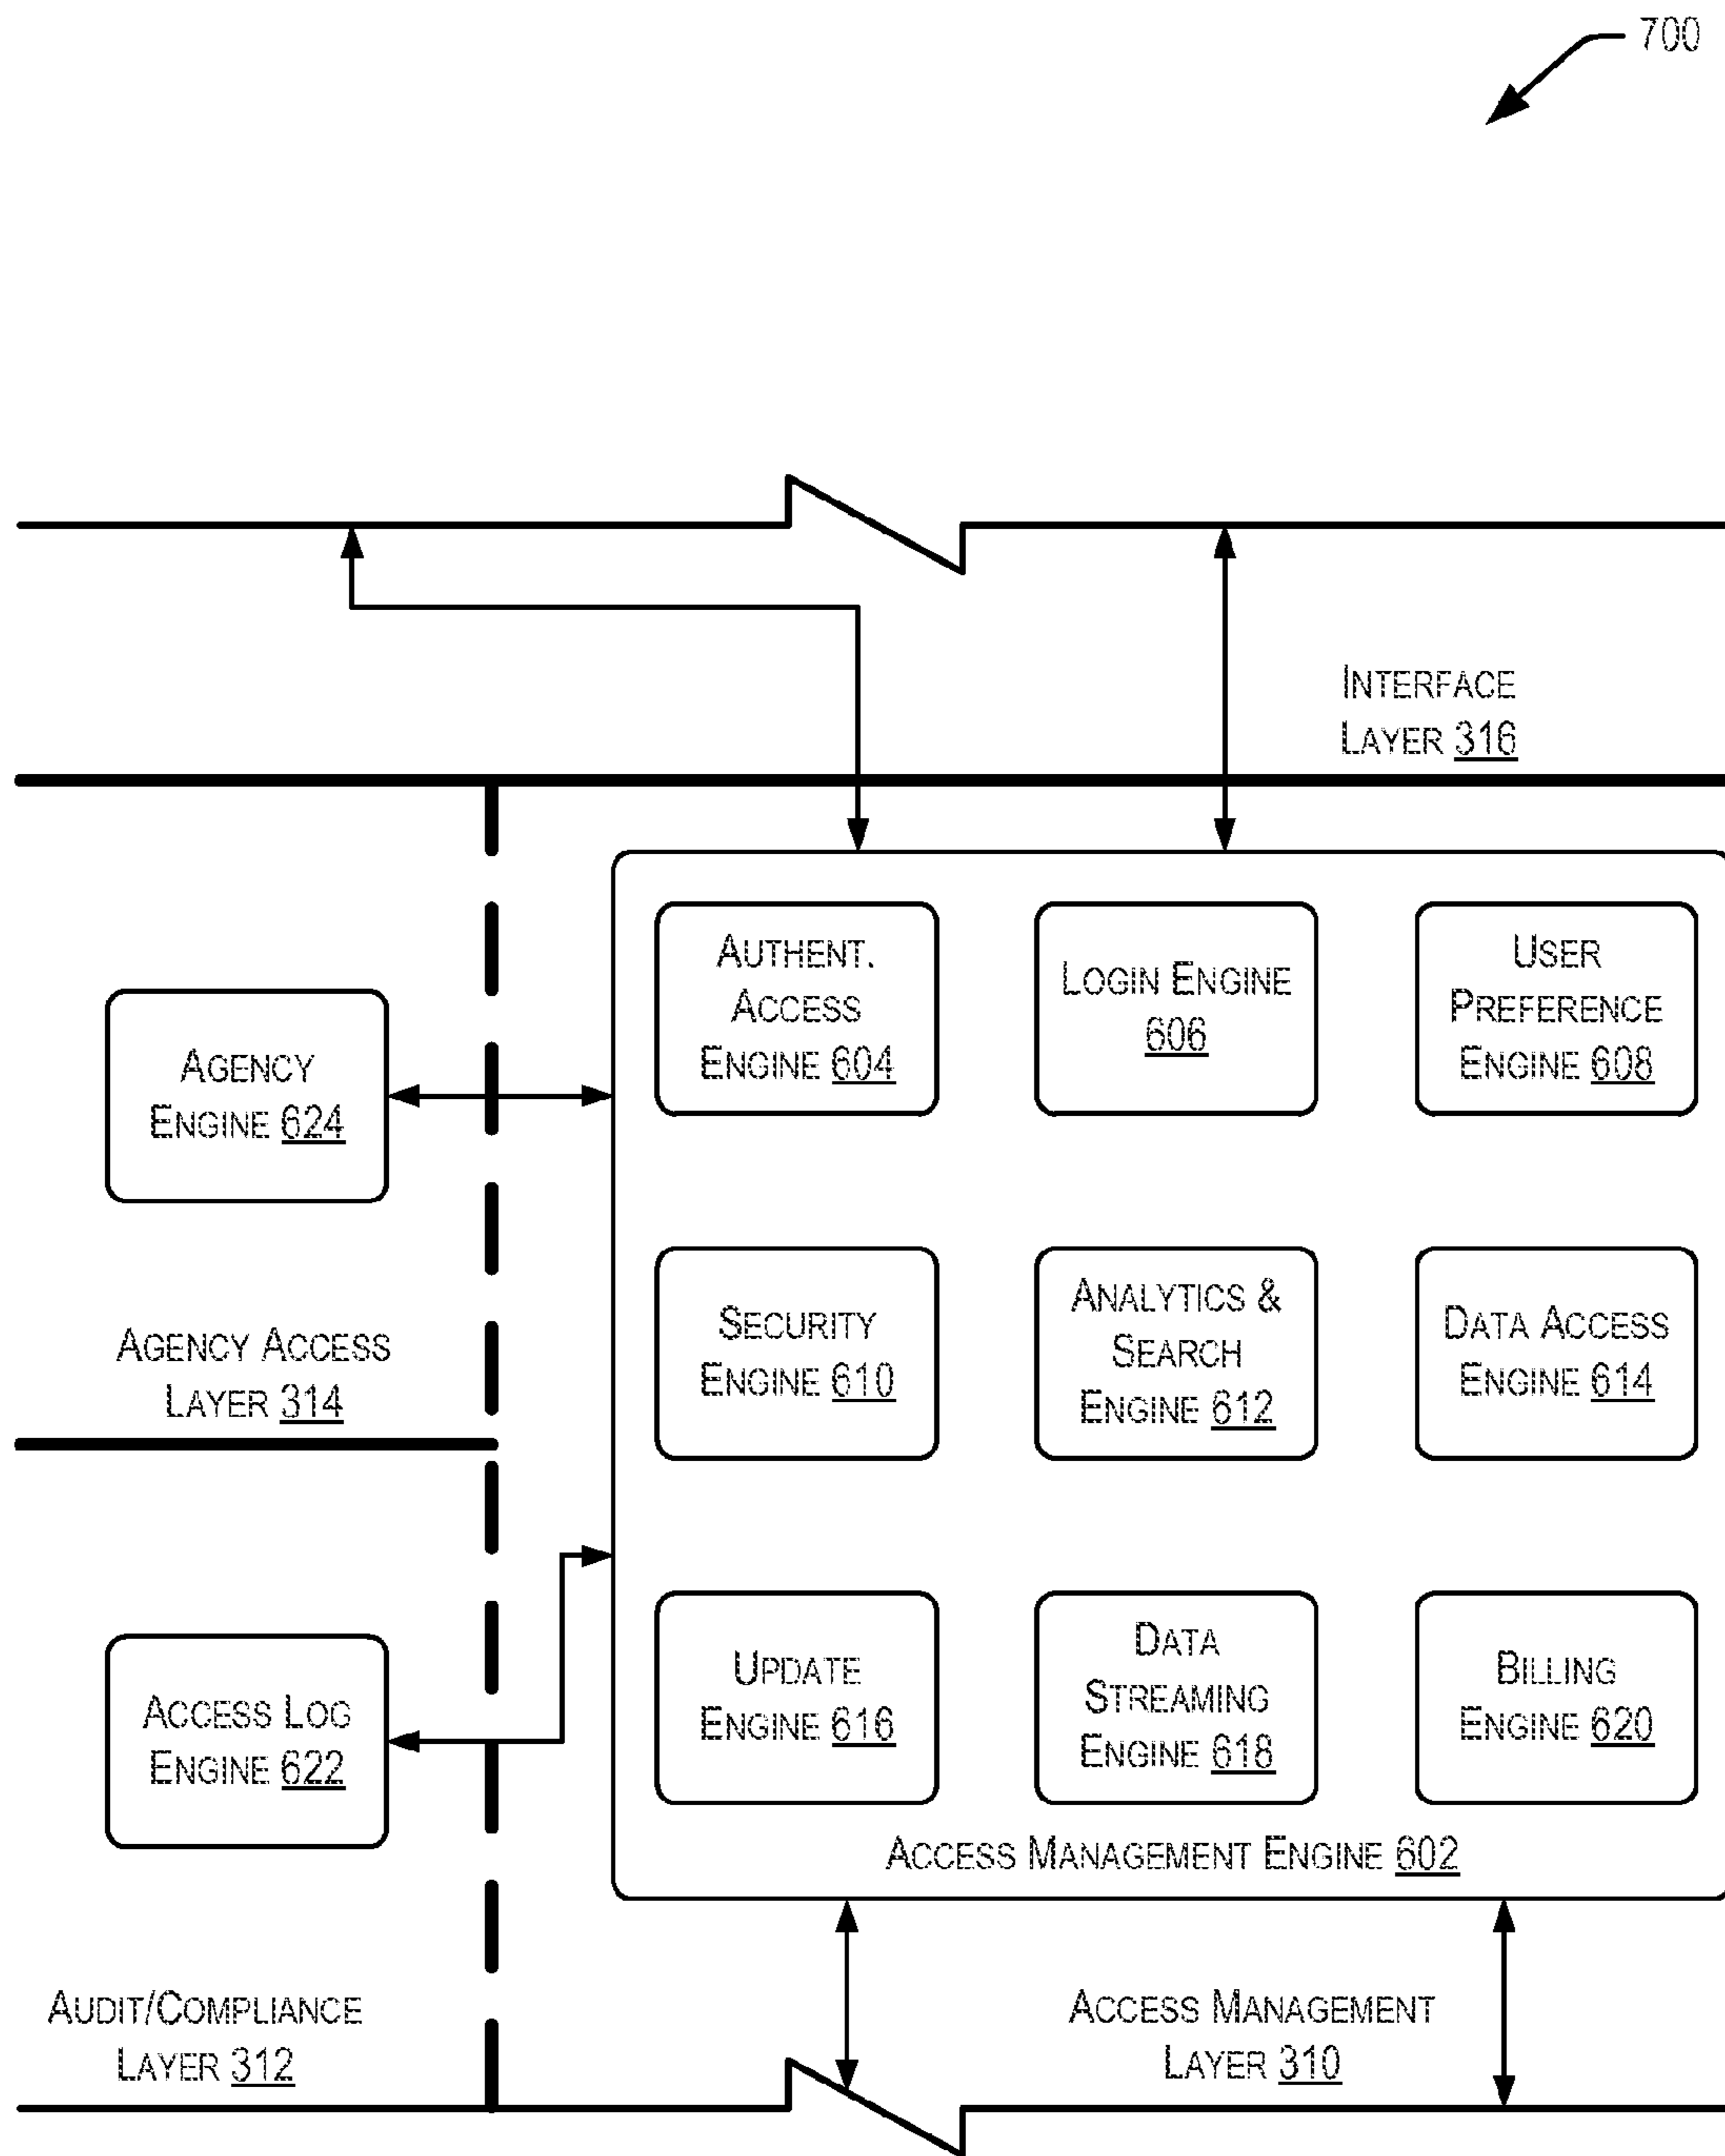 700
INTERFACE
LAYER 316
AUTHENT.
ACCESS
ENGINE 604
LOGIN ENGINE
606
USER
PREFERENCE
ENGINE 608
AGENCY
ENGINE 624
SECURITY
ENGINE 610
ANALYTICS &
SEARCH
ENGINE 612
DATA ACCESS
ENGINE 614
AGENCY ACCESS
LAYER 314
UPDATE
ENGINE 616
DATA
STREAMING
ENGINE 618
BILLING
ENGINE 620
ACCESS LOG
ENGINE 622
ACCESS MANAGEMENT ENGINE 602
AUDIT/COMPLIANCE
LAYER 312
ACCESS MANAGEMENT
LAYER 310